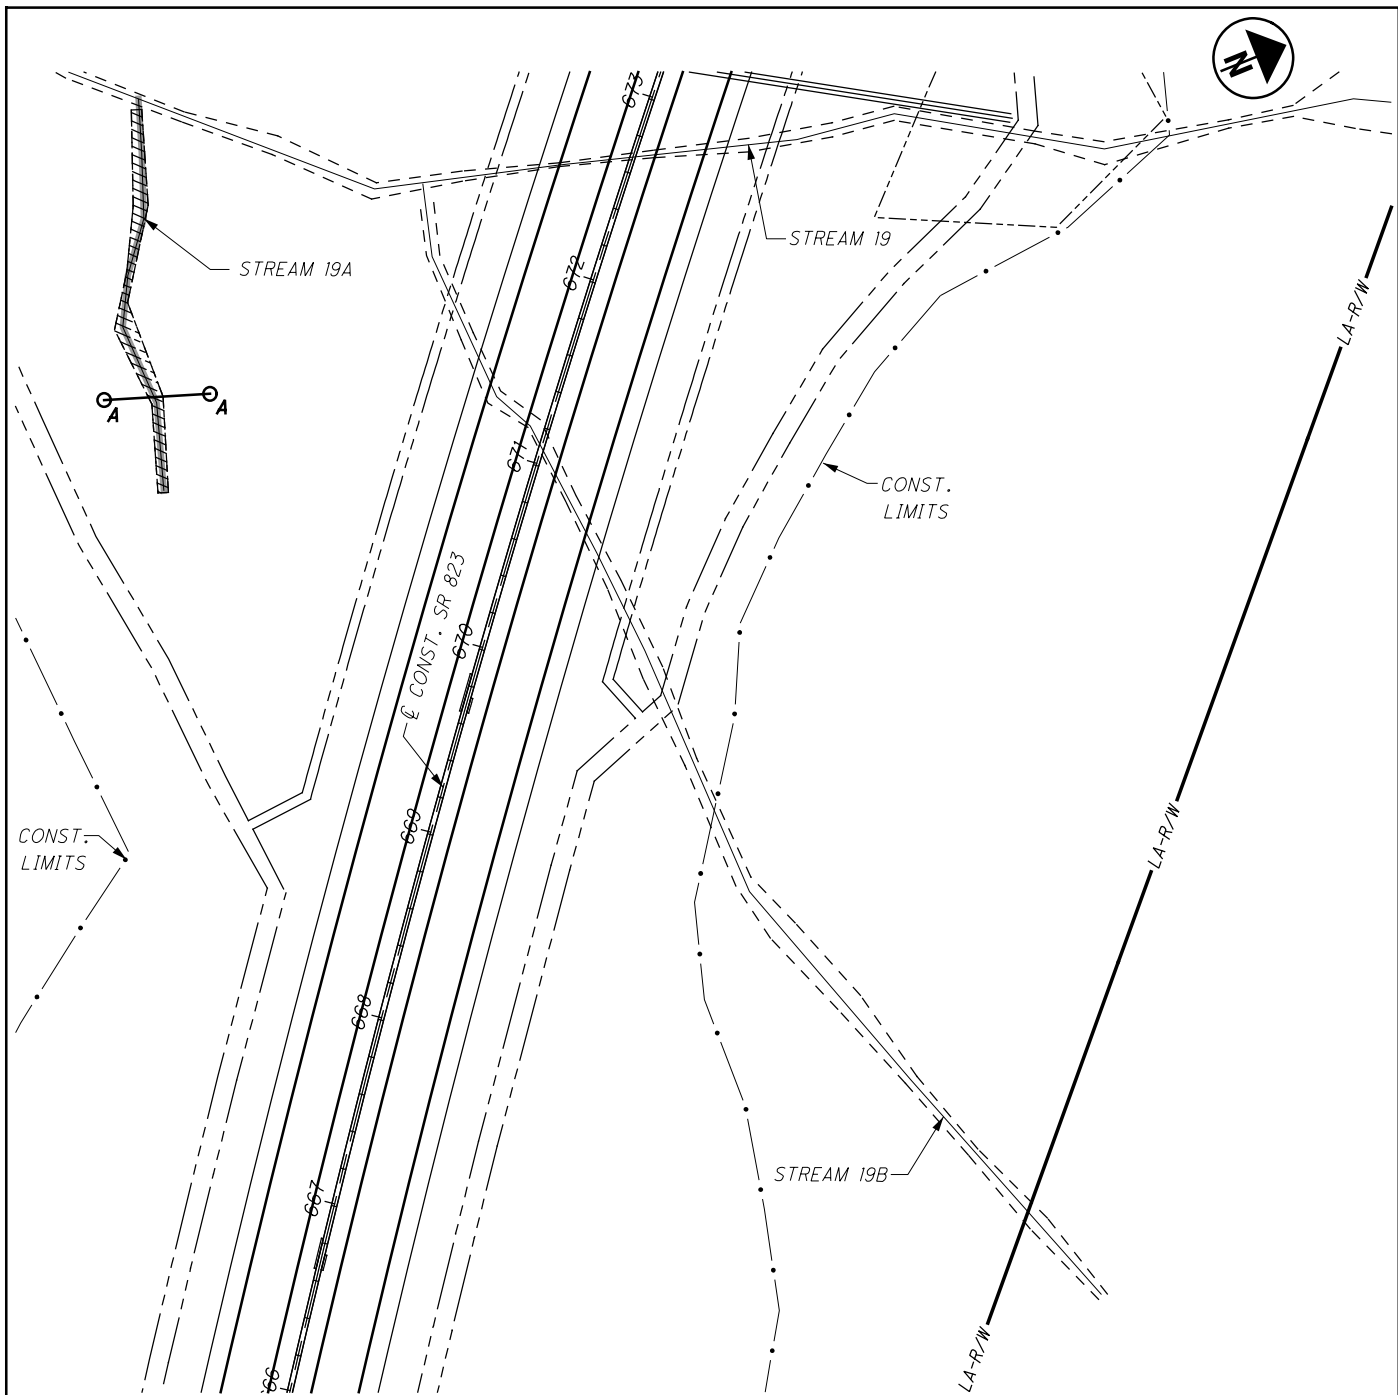 N
673
STREAM 19
STREAM 19A
672
LA-R/W
A
A
671
CONST.
LIMITS
℄ CONST. SR 823
670
669
CONST.
LIMITS
LA-R/W
668
STREAM 19B
667
LA-R/W